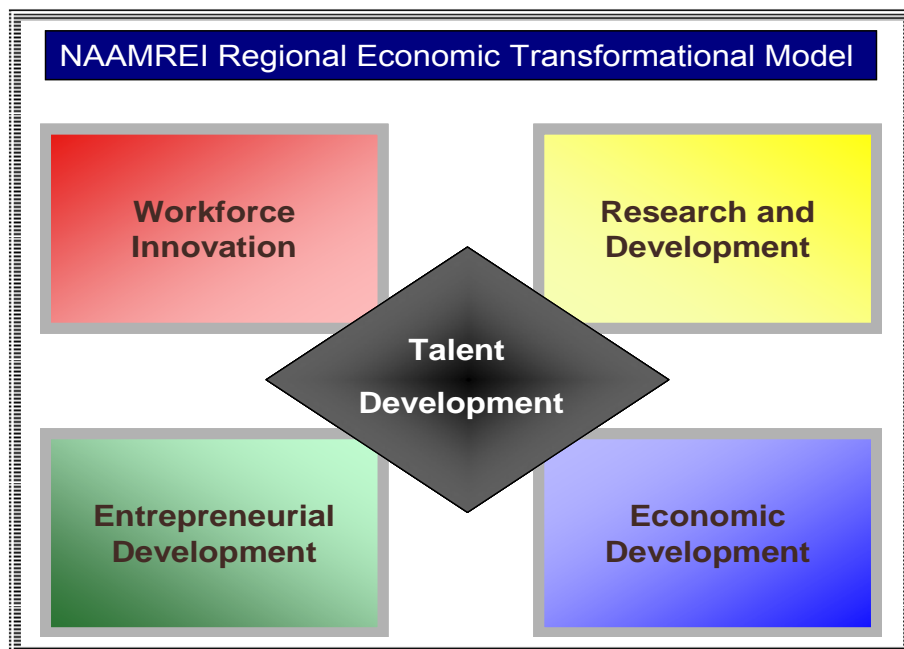 NAAMREI Regional Economic Transformational Model
Workforce
Innovation
Research and
Development
Talent
Development
Entrepreneurial
Development
Economic
Development